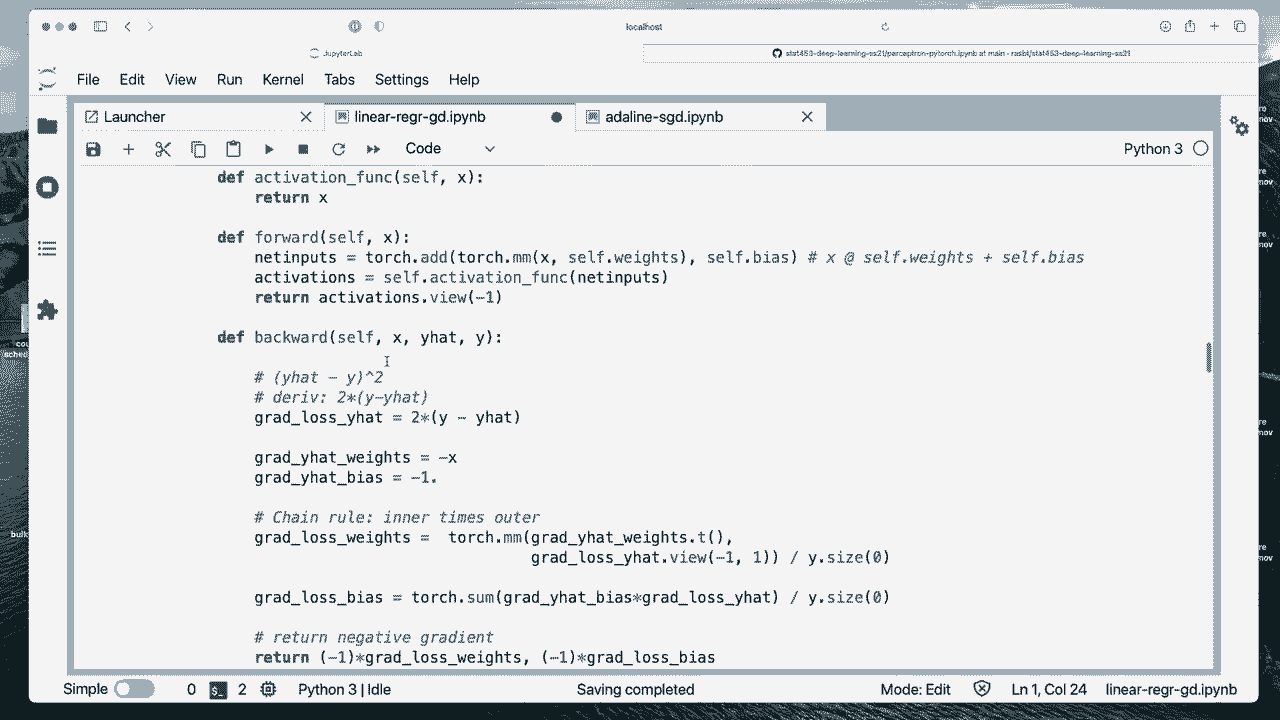 localhost
JupyterLab
stat453-deep-learning-ss21/perceptron-pytorch.ipynb at main · rasbt/stat453-deep-learning-ss21
File Edit View Run Kernel Tabs Settings Help
Launcher
linear-regr-gd.ipynb
adaline-sgd.ipynb
Code
Python 3
def activation_func(self, x):
return x
def forward(self, x):
netinputs = torch.add(torch.mm(x, self.weights), self.bias) # x @ self.weights + self.bias
activations = self.activation_func(netinputs)
return activations.view(-1)
def backward(self, x, yhat, y):
# (yhat - y)^2
# deriv: 2*(y-yhat)
grad_loss_yhat = 2*(y - yhat)
grad_yhat_weights = -x
grad_yhat_bias = -1.
# Chain rule: inner times outer
grad_loss_weights =  torch.mm(grad_yhat_weights.t(),
grad_loss_yhat.view(-1, 1)) / y.size(0)
grad_loss_bias = torch.sum(grad_yhat_bias*grad_loss_yhat) / y.size(0)
# return negative gradient
return (-1)*grad_loss_weights, (-1)*grad_loss_bias
Simple 0 2 Python 3 | Idle Saving completed Mode: Edit Ln 1, Col 24 linear-regr-gd.ipynb